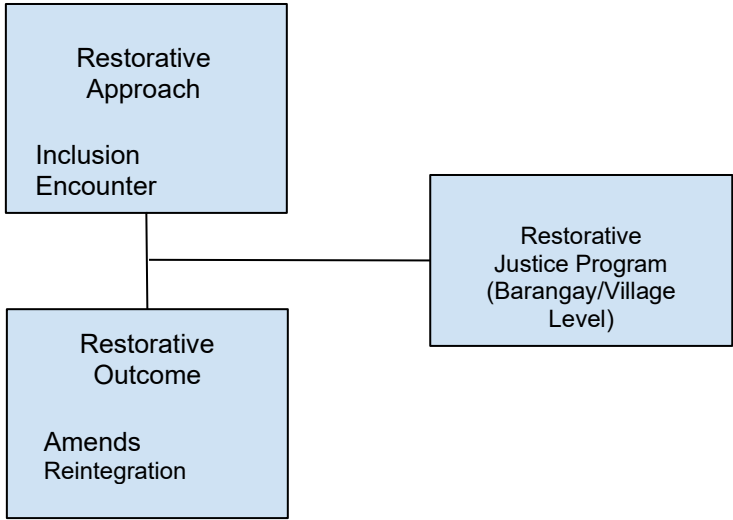 Restorative
Approach
Inclusion
Encounter
Restorative
Justice Program
(Barangay/Village
Level)
Restorative
Outcome
Amends
Reintegration